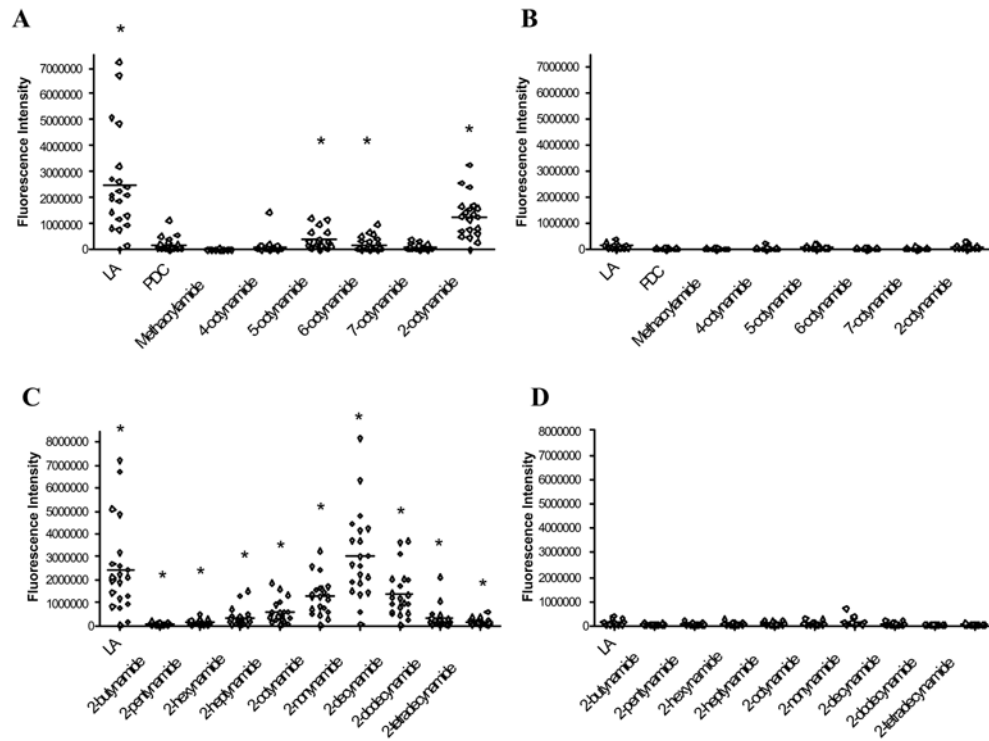 A
*
*
*
*
Fluorescence Intensity
7000000
6000000
5000000
4000000
3000000
2000000
1000000
0
LA
PDC
Methacrylamide
4-octynamide
5-octynamide
6-octynamide
7-octynamide
2-octynamide
B
Fluorescence Intensity
7000000
6000000
5000000
4000000
3000000
2000000
1000000
0
LA
PDC
Methacrylamide
4-octynamide
5-octynamide
6-octynamide
7-octynamide
2-octynamide
C
*
*
*
*
*
*
*
*
*
*
Fluorescence Intensity
8000000
7000000
6000000
5000000
4000000
3000000
2000000
1000000
0
LA
2-butynamide
2-pentynamide
2-hexynamide
2-heptynamide
2-octynamide
2-nonynamide
2-decynamide
2-dodecynamide
2-tetradecynamide
D
Fluorescence Intensity
8000000
7000000
6000000
5000000
4000000
3000000
2000000
1000000
0
LA
2-butynamide
2-pentynamide
2-hexynamide
2-heptynamide
2-octynamide
2-nonynamide
2-decynamide
2-dodecynamide
2-tetradecynamide